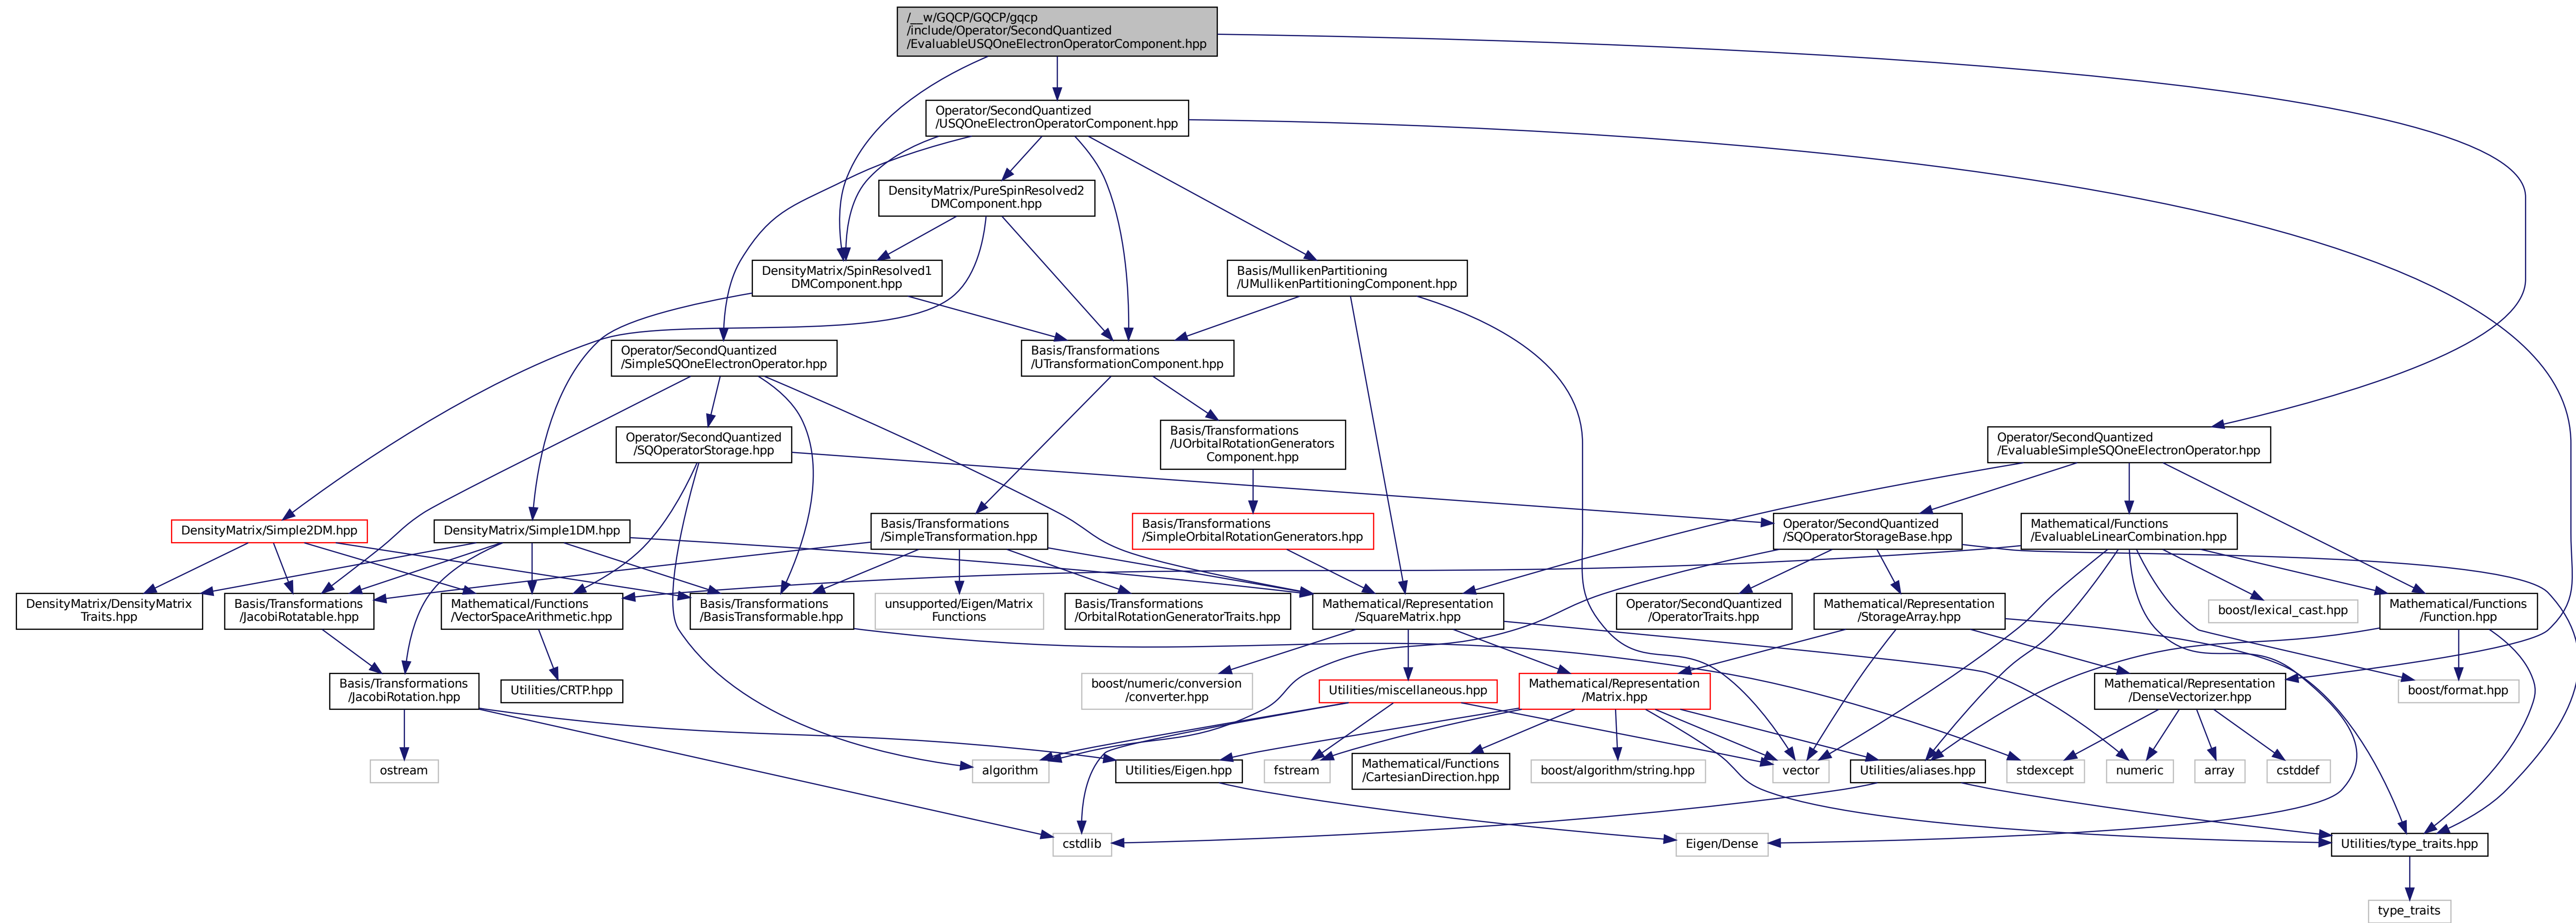 /__w/GQCP/GQCP/gqcp
/include/Operator/SecondQuantized
/EvaluableUSQOneElectronOperatorComponent.hpp
Operator/SecondQuantized
/USQOneElectronOperatorComponent.hpp
DensityMatrix/PureSpinResolved2
DMComponent.hpp
DensityMatrix/SpinResolved1
DMComponent.hpp
Basis/MullikenPartitioning
/UMullikenPartitioningComponent.hpp
Operator/SecondQuantized
/SimpleSQOneElectronOperator.hpp
Basis/Transformations
/UTransformationComponent.hpp
Operator/SecondQuantized
/SQOperatorStorage.hpp
Basis/Transformations
/UOrbitalRotationGenerators
Component.hpp
Operator/SecondQuantized
/EvaluableSimpleSQOneElectronOperator.hpp
DensityMatrix/Simple2DM.hpp
DensityMatrix/Simple1DM.hpp
Basis/Transformations
/SimpleTransformation.hpp
Basis/Transformations
/SimpleOrbitalRotationGenerators.hpp
Operator/SecondQuantized
/SQOperatorStorageBase.hpp
Mathematical/Functions
/EvaluableLinearCombination.hpp
DensityMatrix/DensityMatrix
Traits.hpp
Basis/Transformations
/JacobiRotatable.hpp
Mathematical/Functions
/VectorSpaceArithmetic.hpp
Basis/Transformations
/BasisTransformable.hpp
unsupported/Eigen/Matrix
Functions
Basis/Transformations
/OrbitalRotationGeneratorTraits.hpp
Mathematical/Representation
/SquareMatrix.hpp
Operator/SecondQuantized
/OperatorTraits.hpp
Mathematical/Representation
/StorageArray.hpp
boost/lexical_cast.hpp
Mathematical/Functions
/Function.hpp
Basis/Transformations
/JacobiRotation.hpp
Utilities/CRTP.hpp
boost/numeric/conversion
/converter.hpp
Utilities/miscellaneous.hpp
Mathematical/Representation
/Matrix.hpp
Mathematical/Representation
/DenseVectorizer.hpp
boost/format.hpp
ostream
algorithm
Utilities/Eigen.hpp
fstream
Mathematical/Functions
/CartesianDirection.hpp
boost/algorithm/string.hpp
vector
Utilities/aliases.hpp
stdexcept
numeric
array
cstddef
cstdlib
Eigen/Dense
Utilities/type_traits.hpp
type_traits